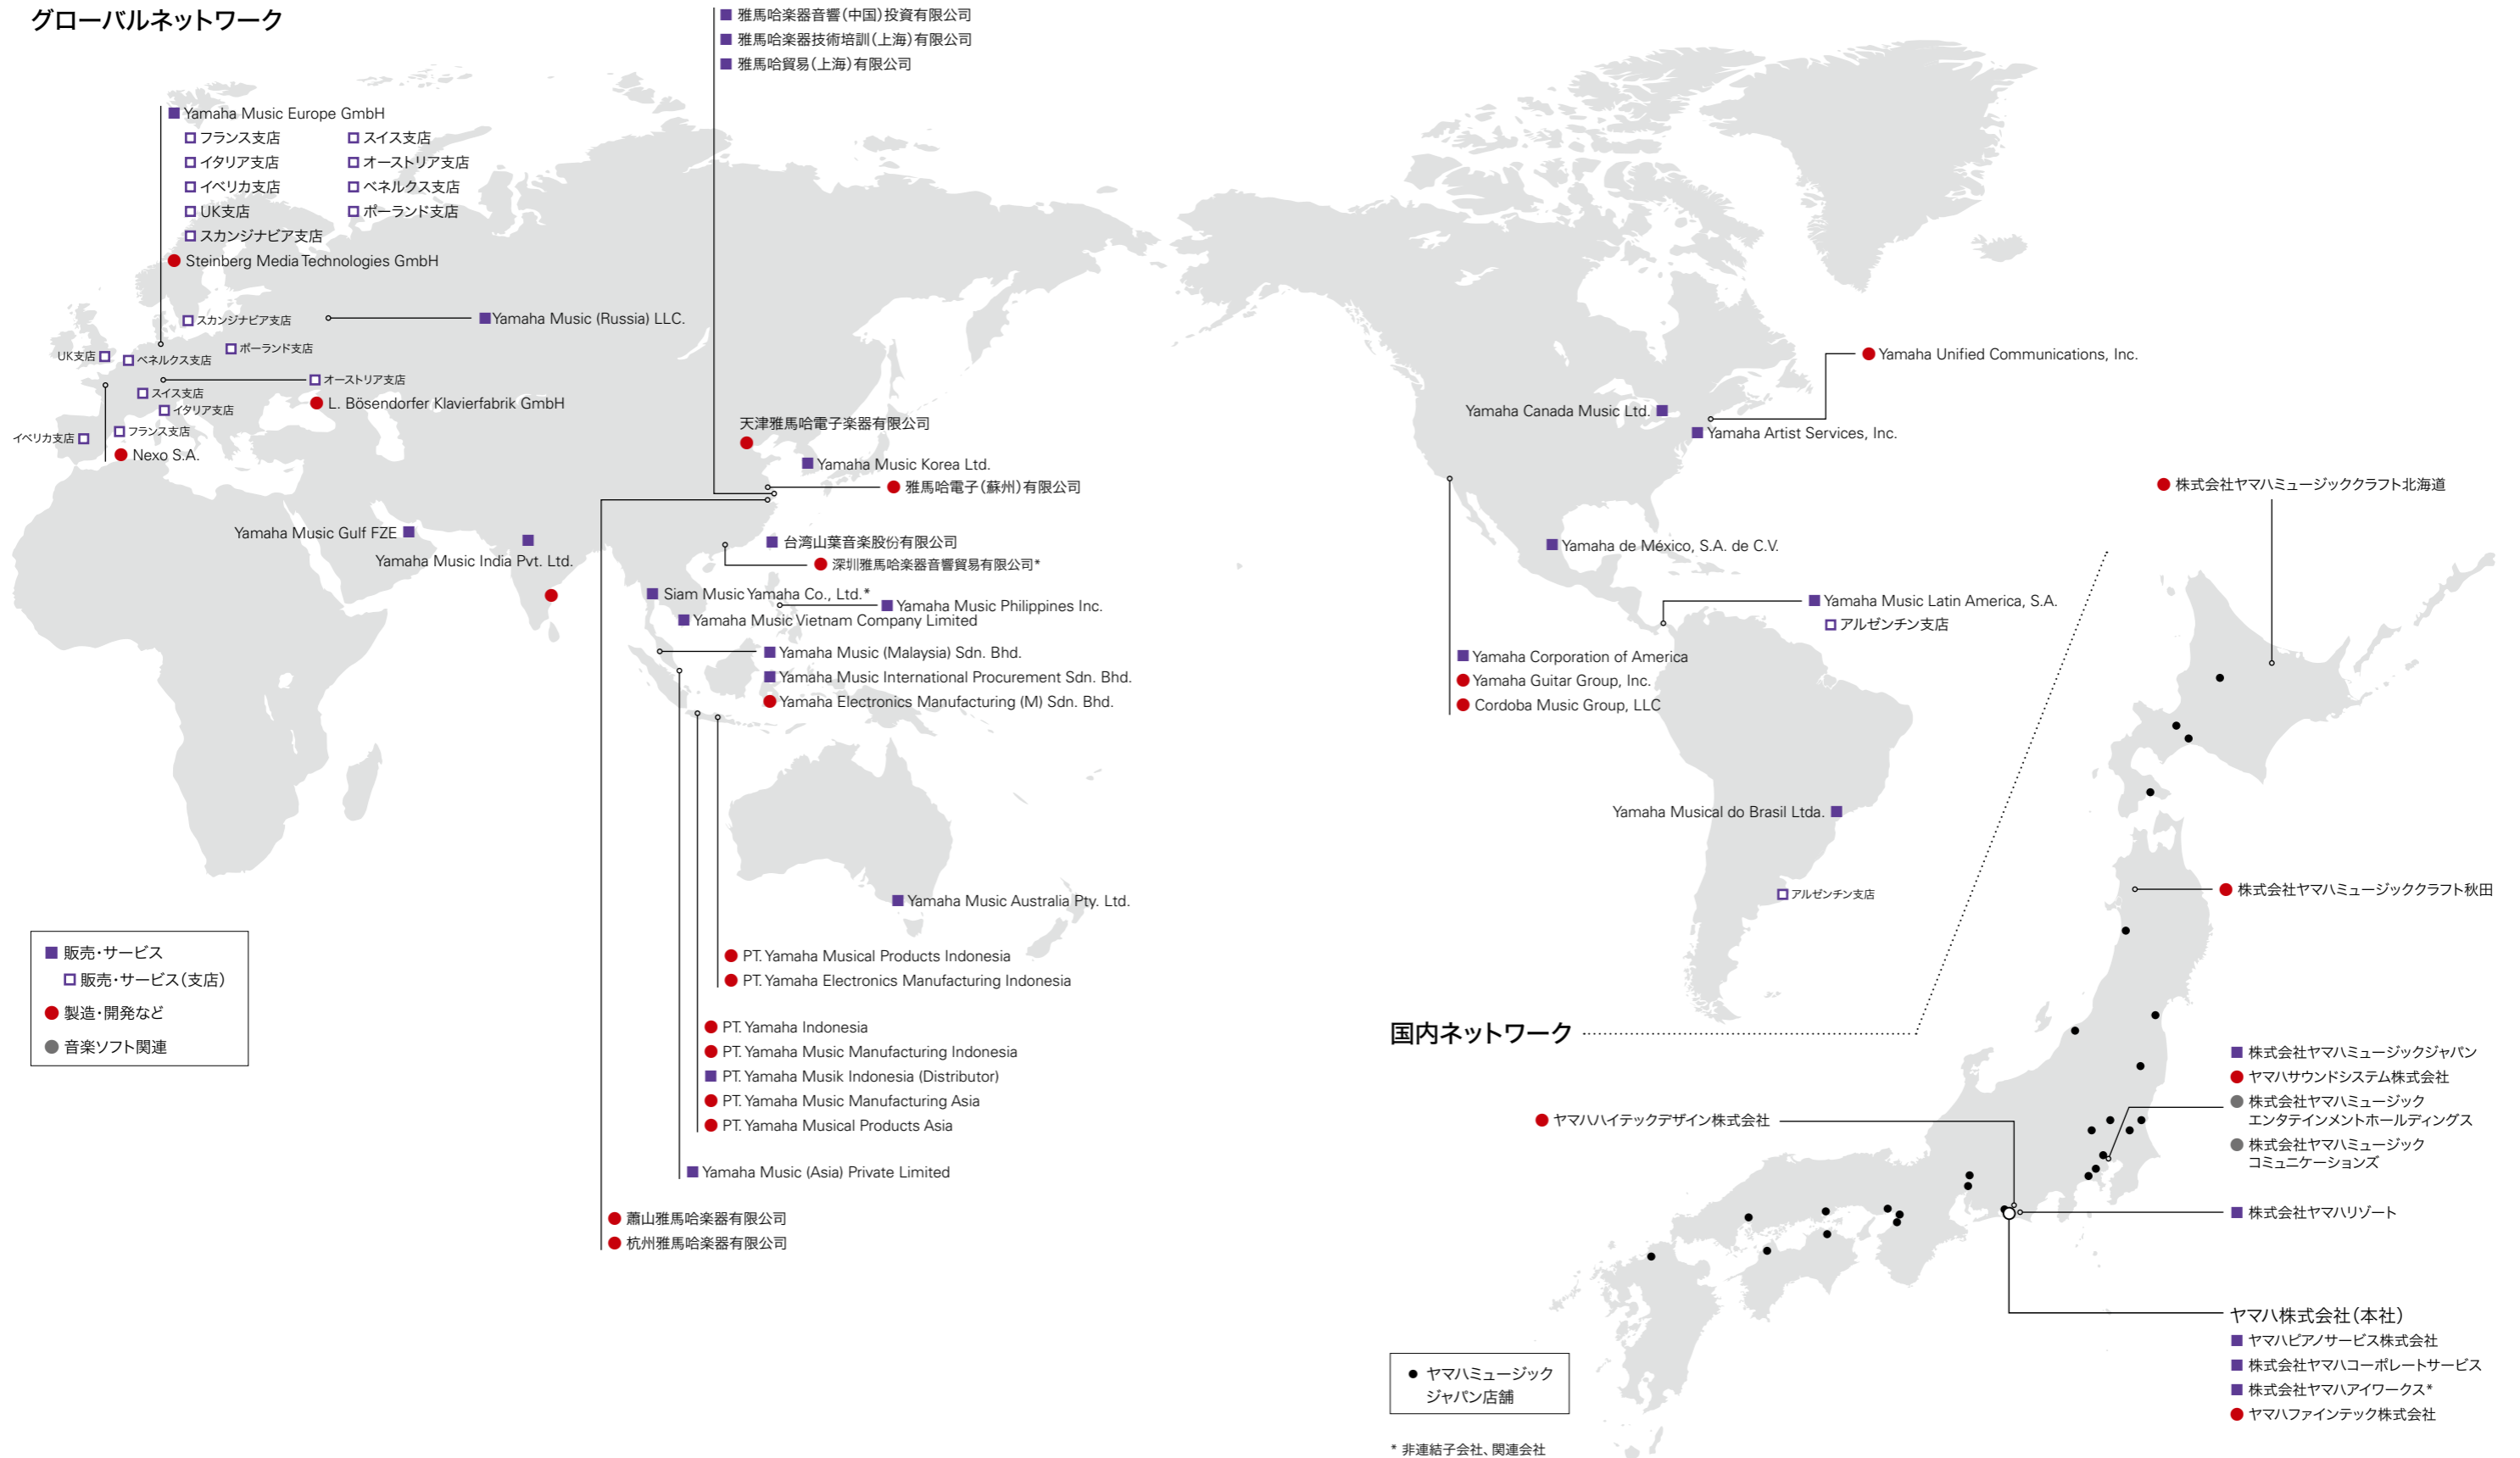 グローバルネットワーク
■ 雅馬哈楽器音響(中国)投資有限公司
■ 雅馬哈楽器技術培訓(上海)有限公司
■ 雅馬哈貿易(上海)有限公司
■ Yamaha Music Europe GmbH
□ フランス支店 □ スイス支店
□ イタリア支店 □ オーストリア支店
□ イベリカ支店 □ ベネルクス支店
□ UK支店 □ ポーランド支店
□ スカンジナビア支店
● Steinberg Media Technologies GmbH
□ スカンジナビア支店
■ Yamaha Music (Russia) LLC.
UK支店 □
□ ベネルクス支店
□ ポーランド支店
□ オーストリア支店
□ スイス支店
● L. Bösendorfer Klavierfabrik GmbH
□ イタリア支店
□ フランス支店
イベリカ支店 □
● Nexo S.A.
天津雅馬哈電子楽器有限公司
■ Yamaha Music Korea Ltd.
● 雅馬哈電子(蘇州)有限公司
Yamaha Music Gulf FZE ■
Yamaha Music India Pvt. Ltd.
■ 台湾山葉音楽股份有限公司
● 深圳雅馬哈楽器音響貿易有限公司*
■ Siam Music Yamaha Co., Ltd.*
■ Yamaha Music Philippines Inc.
■ Yamaha Music Vietnam Company Limited
■ Yamaha Music (Malaysia) Sdn. Bhd.
■ Yamaha Music International Procurement Sdn. Bhd.
● Yamaha Electronics Manufacturing (M) Sdn. Bhd.
■ Yamaha Music Australia Pty. Ltd.
● PT. Yamaha Musical Products Indonesia
● PT. Yamaha Electronics Manufacturing Indonesia
● PT. Yamaha Indonesia
● PT. Yamaha Music Manufacturing Indonesia
■ PT. Yamaha Musik Indonesia (Distributor)
● PT. Yamaha Music Manufacturing Asia
● PT. Yamaha Musical Products Asia
■ Yamaha Music (Asia) Private Limited
● 蕭山雅馬哈楽器有限公司
● 杭州雅馬哈楽器有限公司
■ 販売・サービス
□ 販売・サービス(支店)
● 製造・開発など
● 音楽ソフト関連
● Yamaha Unified Communications, Inc.
Yamaha Canada Music Ltd. ■
■ Yamaha Artist Services, Inc.
■ Yamaha de México, S.A. de C.V.
■ Yamaha Music Latin America, S.A.
□ アルゼンチン支店
■ Yamaha Corporation of America
● Yamaha Guitar Group, Inc.
● Cordoba Music Group, LLC
Yamaha Musical do Brasil Ltda. ■
□ アルゼンチン支店
国内ネットワーク
● 株式会社ヤマハミュージッククラフト北海道
● 株式会社ヤマハミュージッククラフト秋田
■ 株式会社ヤマハミュージックジャパン
● ヤマハサウンドシステム株式会社
● 株式会社ヤマハミュージック
エンタテインメントホールディングス
● 株式会社ヤマハミュージック
コミュニケーションズ
● ヤマハハイテックデザイン株式会社
■ 株式会社ヤマハリゾート
ヤマハ株式会社(本社)
■ ヤマハピアノサービス株式会社
■ 株式会社ヤマハコーポレートサービス
■ 株式会社ヤマハアイワークス*
● ヤマハファインテック株式会社
● ヤマハミュージック
ジャパン店舗
* 非連結子会社、関連会社